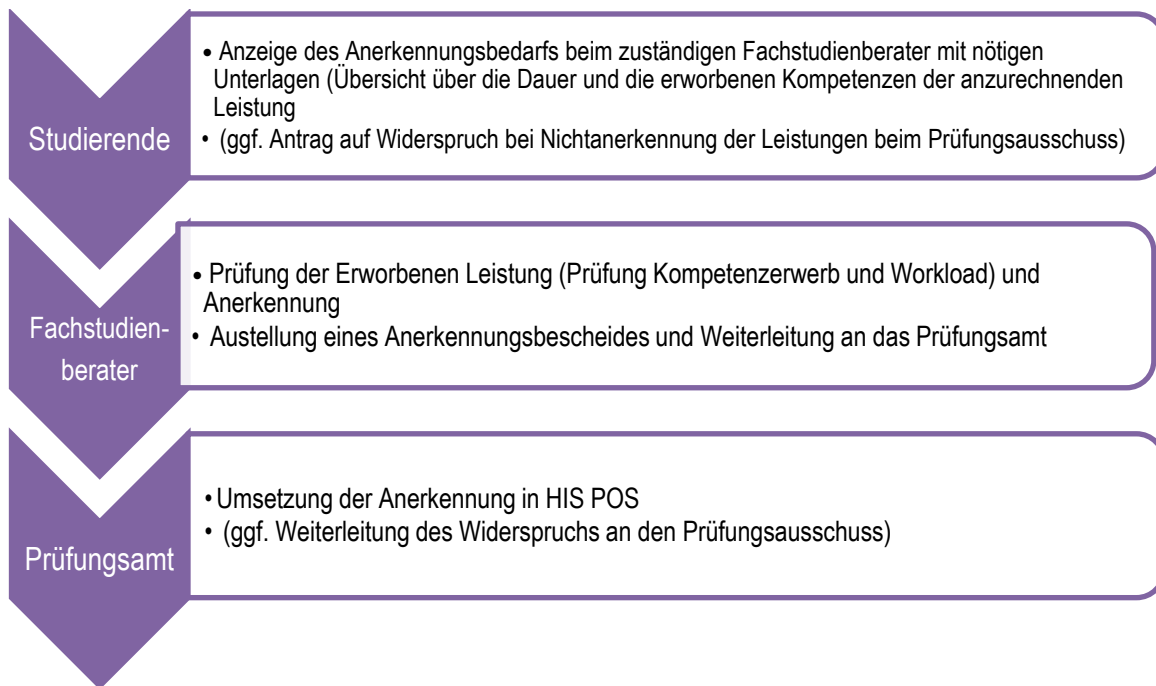 Studierende
• Anzeige des Anerkennungsbedarfs beim zuständigen Fachstudienberater mit nötigen
Unterlagen (Übersicht über die Dauer und die erworbenen Kompetenzen der anzurechnenden
Leistung
• (ggf. Antrag auf Widerspruch bei Nichtanerkennung der Leistungen beim Prüfungsausschuss)
Fachstudien-
berater
• Prüfung der Erworbenen Leistung (Prüfung Kompetenzerwerb und Workload) und
Anerkennung
• Austellung eines Anerkennungsbescheides und Weiterleitung an das Prüfungsamt
Prüfungsamt
• Umsetzung der Anerkennung in HIS POS
• (ggf. Weiterleitung des Widerspruchs an den Prüfungsausschuss)